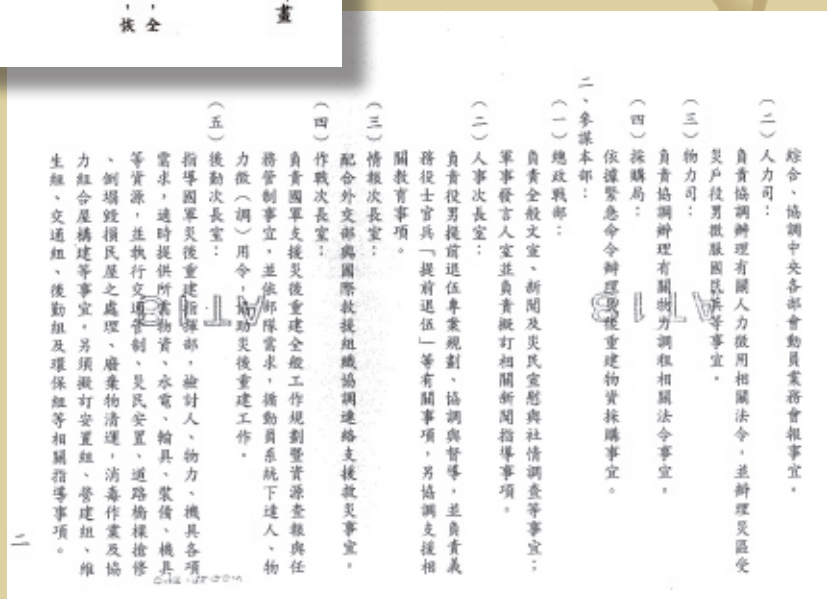 畫
，全
，恢
綜合、協調中央各部會動員業務會報事宜。
（二）人力司：
負責協調辦理有關人力徵用相關法令，並辦理災區受
災戶役男徵服國民兵等事宜。
（三）物力司：
負責協調辦理有關物力調租相關法令事宜。
（四）採購局：
依據緊急命令辦理災後重建物資採購事宜。
二、參謀本部：
（一）總政戰部：
負責全般文宣、新聞及災民宣慰與社情調查等事宜；
軍事發言人室並負責擬訂相關新聞指導事項。
（二）人事次長室：
負責役男提前退伍專案規劃、協調與督導，並負責義
務役士官兵「提前退伍」等有關事項，另協調支援相
關教育事項。
（三）情報次長室：
配合外交部與國際救援組織協調連絡支援救災事宜。
（四）作戰次長室：
負責國軍支援災後重建全般工作規劃暨資源查報與任
務管制事宜，並依部隊需求，循動員系統下達人、物
力徵（調）用令，協助災後重建工作。
（五）後勤次長室：
指導國軍災後重建指揮部，檢討人、物力、機具各項
需求，適時提供所需物資、水電、輸具、裝備、機具
等資源，並執行交通管制、災民安置、道路橋樑搶修
、倒塌毀損民屋之處理、廢棄物清運，消毒作業及協
力組合屋構建等事宜。另須擬訂安置組、營建組、維
生組、交通組、後勤組及環保組等相關指導事項。
二